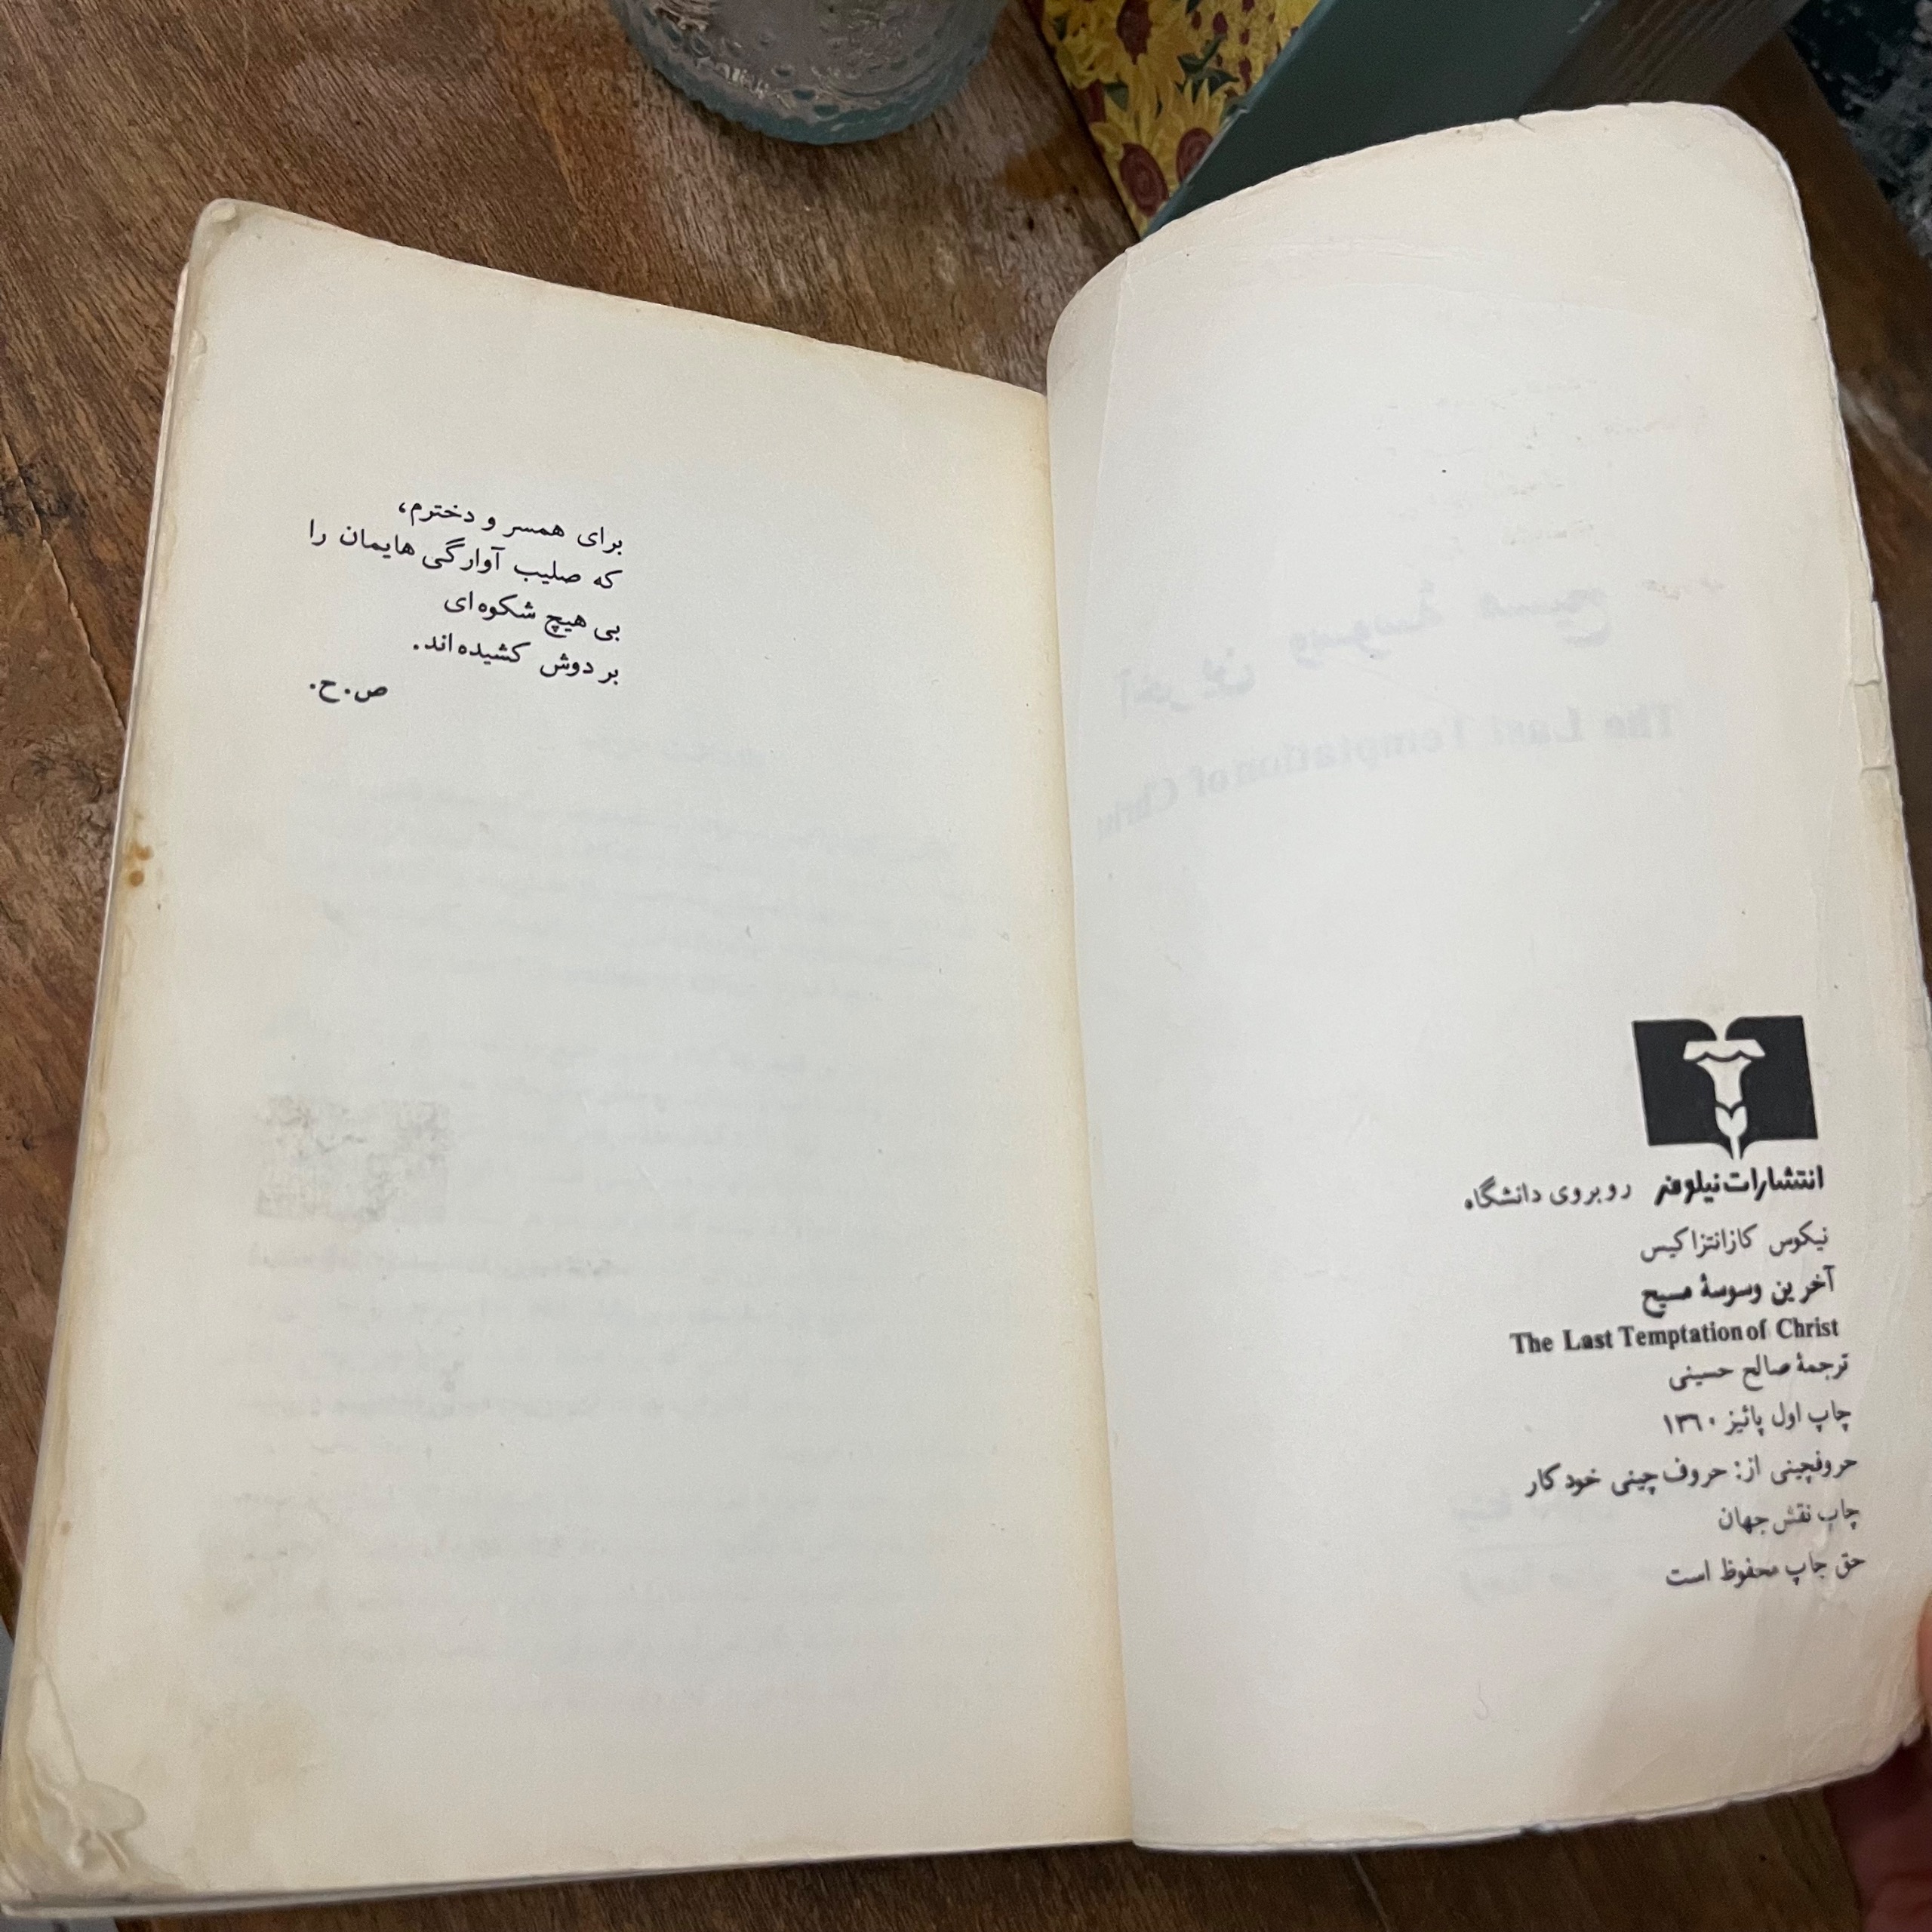 انتشارات نیلوفر روبروی دانشگاه
نیکوس کازانتزاکیس
آخرین وسوسهٔ مسیح
The Last Temptation of Christ
ترجمهٔ صالح حسینی
چاپ اول پائیز ۱۳۶۰
حروفچینی از: حروف چینی خودکار
چاپ نقش جهان
حق چاپ محفوظ است
برای همسر و دخترم،
که صلیب آوارگی هایمان را
بی هیچ شکوه‌ای
بر دوش کشیده‌اند.
ص.ح.